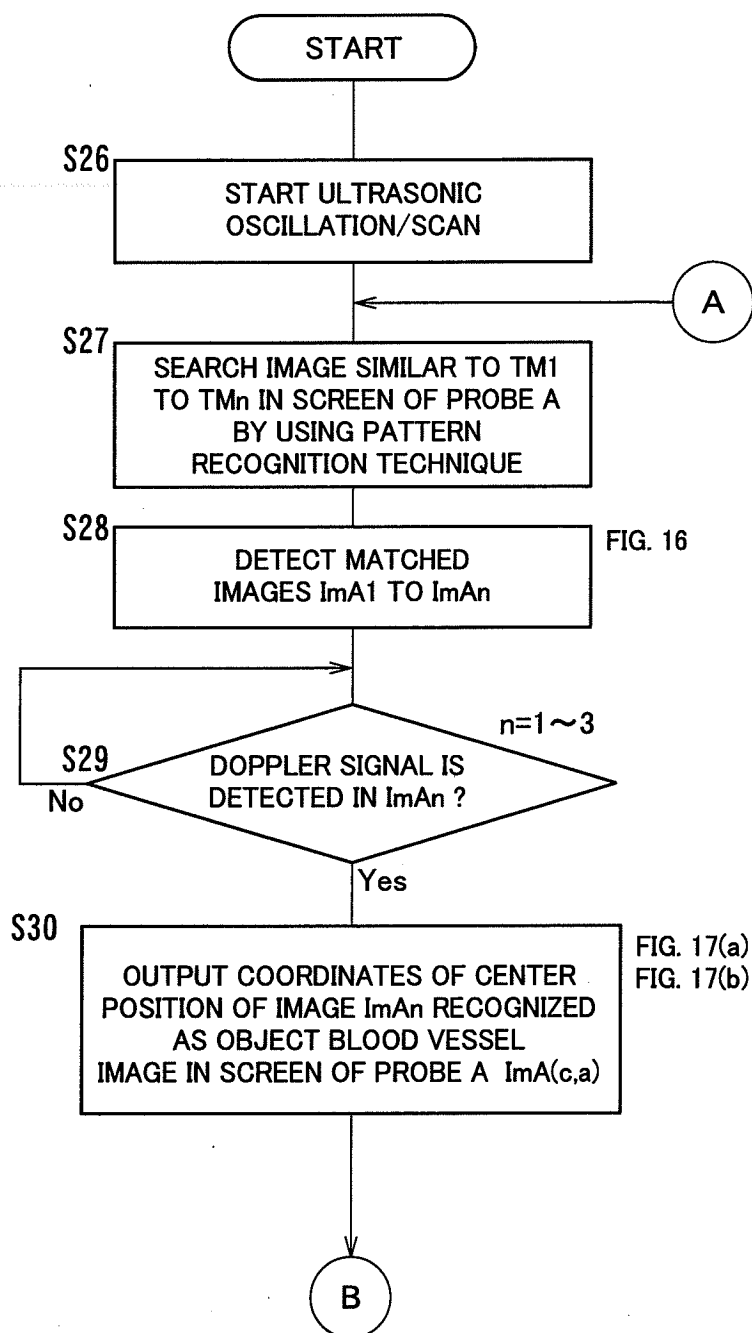 START
S26
START ULTRASONIC
OSCILLATION/SCAN
A
S27
SEARCH IMAGE SIMILAR TO TM1
TO TMn IN SCREEN OF PROBE A
BY USING PATTERN
RECOGNITION TECHNIQUE
S28
FIG. 16
DETECT MATCHED
IMAGES ImA1 TO ImAn
n=1～3
S29
DOPPLER SIGNAL IS
DETECTED IN ImAn ?
No
Yes
S30
FIG. 17(a)
FIG. 17(b)
OUTPUT COORDINATES OF CENTER
POSITION OF IMAGE ImAn RECOGNIZED
AS OBJECT BLOOD VESSEL
IMAGE IN SCREEN OF PROBE A ImA(c,a)
B